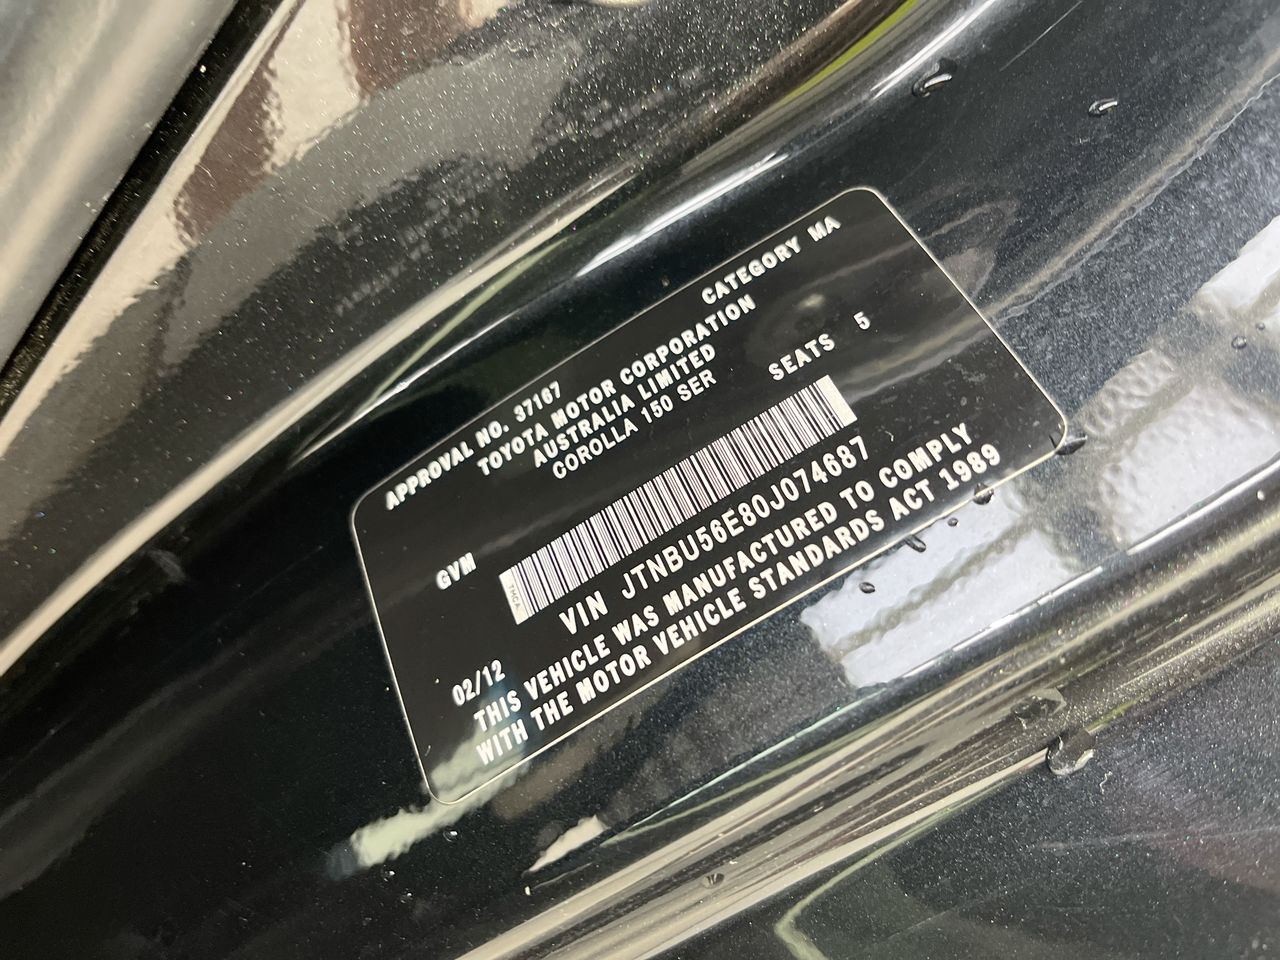 APPROVAL NO. 37167 CATEGORY MA
TOYOTA MOTOR CORPORATION
AUSTRALIA LIMITED
COROLLA 150 SER SEATS 5
GVM
VIN JTNBU56E80J074687
02/12
THIS VEHICLE WAS MANUFACTURED TO COMPLY
WITH THE MOTOR VEHICLE STANDARDS ACT 1989